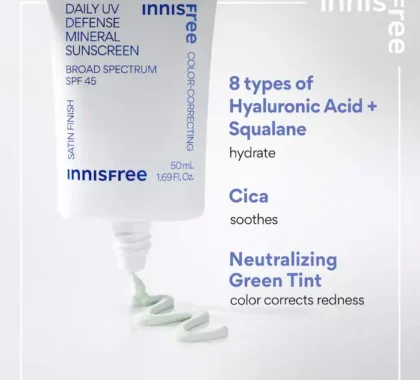 DAILY UV
DEFENSE
MINERAL
SUNSCREEN
BROAD SPECTRUM
SPF 45
innisfree
COLOR-CORRECTING
SATIN FINISH
50 mL
1.69 Fl. Oz.
innisfree
innisfree
8 types of
Hyaluronic Acid +
Squalane
hydrate
Cica
soothes
Neutralizing
Green Tint
color corrects redness